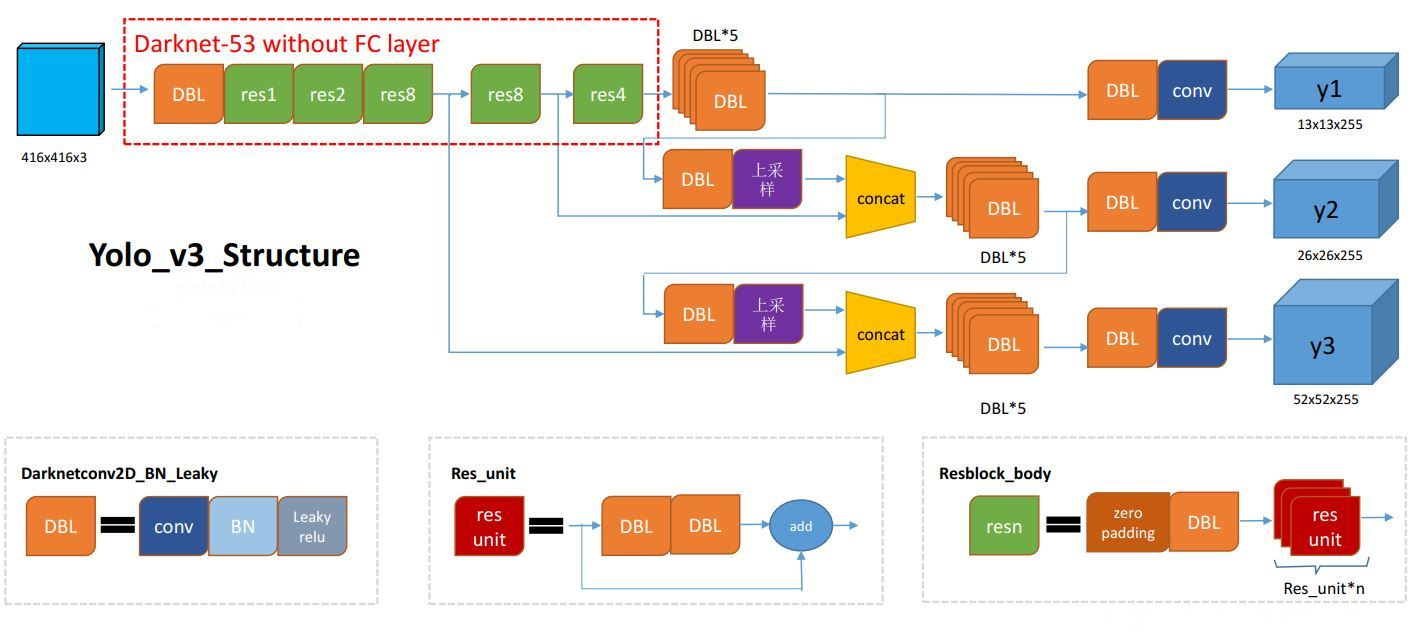 Darknet-53 without FC layer
DBL
res1
res2
res8
res8
res4
DBL*5
DBL
DBL
conv
y1
13x13x255
416x416x3
DBL
上采
样
concat
DBL
DBL*5
DBL
conv
y2
26x26x255
Yolo_v3_Structure
DBL
上采
样
concat
DBL
DBL*5
DBL
conv
y3
52x52x255
Darknetconv2D_BN_Leaky
DBL
conv
BN
Leaky
relu
Res_unit
res
unit
DBL
DBL
add
Resblock_body
resn
zero
padding
DBL
res
unit
Res_unit*n